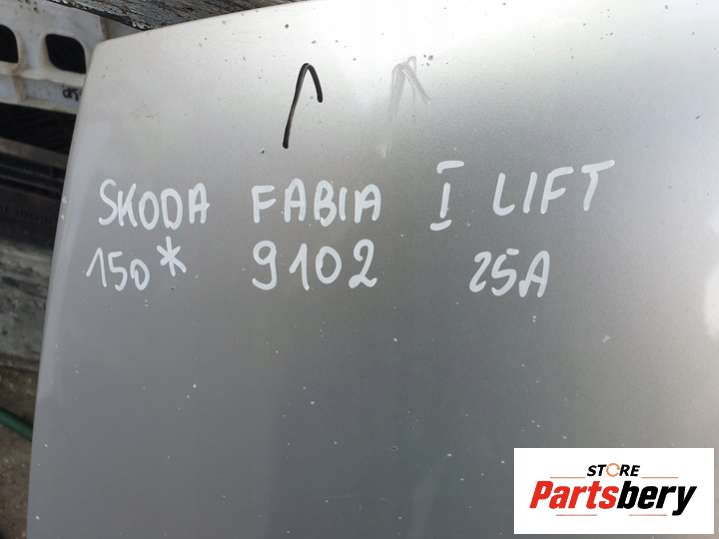 SKODA FABIA I LIFT
150* 9102 25A
STORE
Partsbery